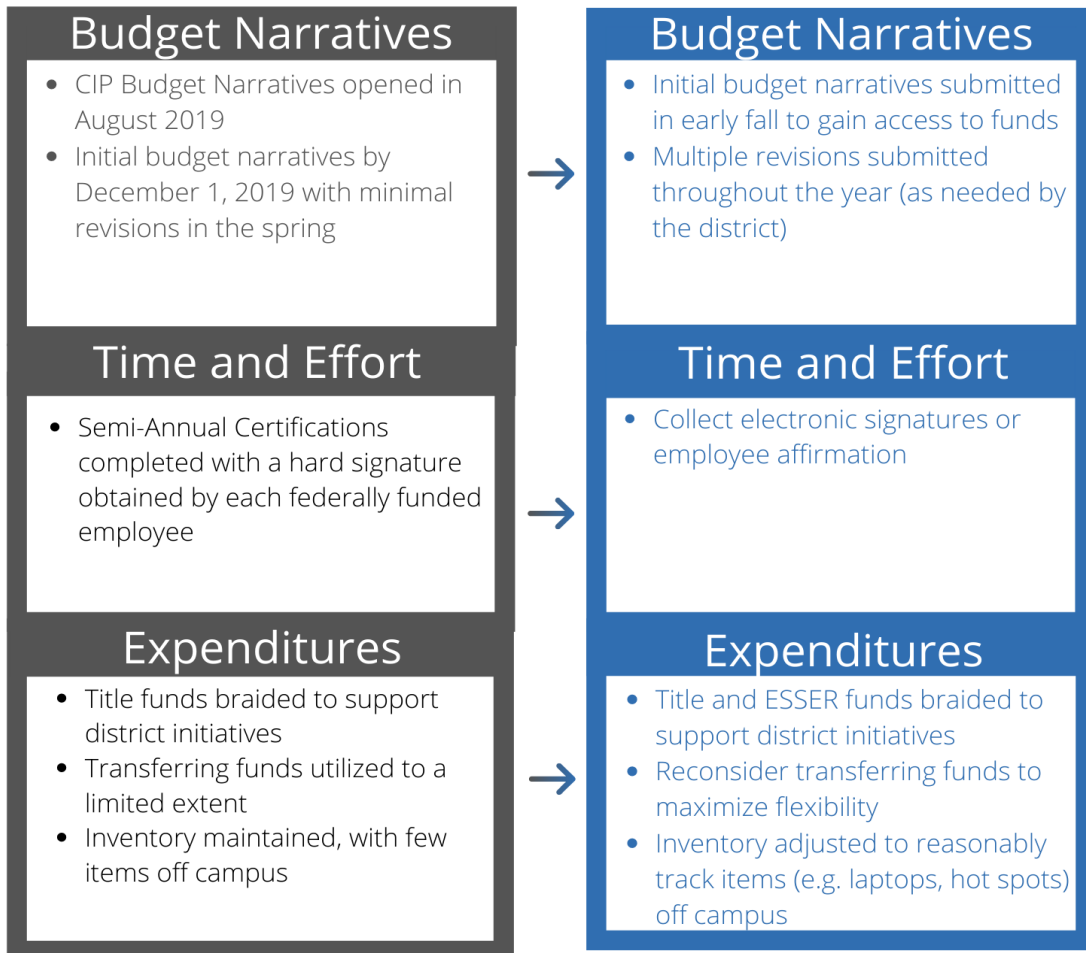 Budget Narratives
• CIP Budget Narratives opened in
August 2019
• Initial budget narratives by
December 1, 2019 with minimal
revisions in the spring
Budget Narratives
• Initial budget narratives submitted
in early fall to gain access to funds
• Multiple revisions submitted
throughout the year (as needed by
the district)
Time and Effort
• Semi-Annual Certifications
completed with a hard signature
obtained by each federally funded
employee
Time and Effort
• Collect electronic signatures or
employee affirmation
Expenditures
• Title funds braided to support
district initiatives
• Transferring funds utilized to a
limited extent
• Inventory maintained, with few
items off campus
Expenditures
• Title and ESSER funds braided to
support district initiatives
• Reconsider transferring funds to
maximize flexibility
• Inventory adjusted to reasonably
track items (e.g. laptops, hot spots)
off campus